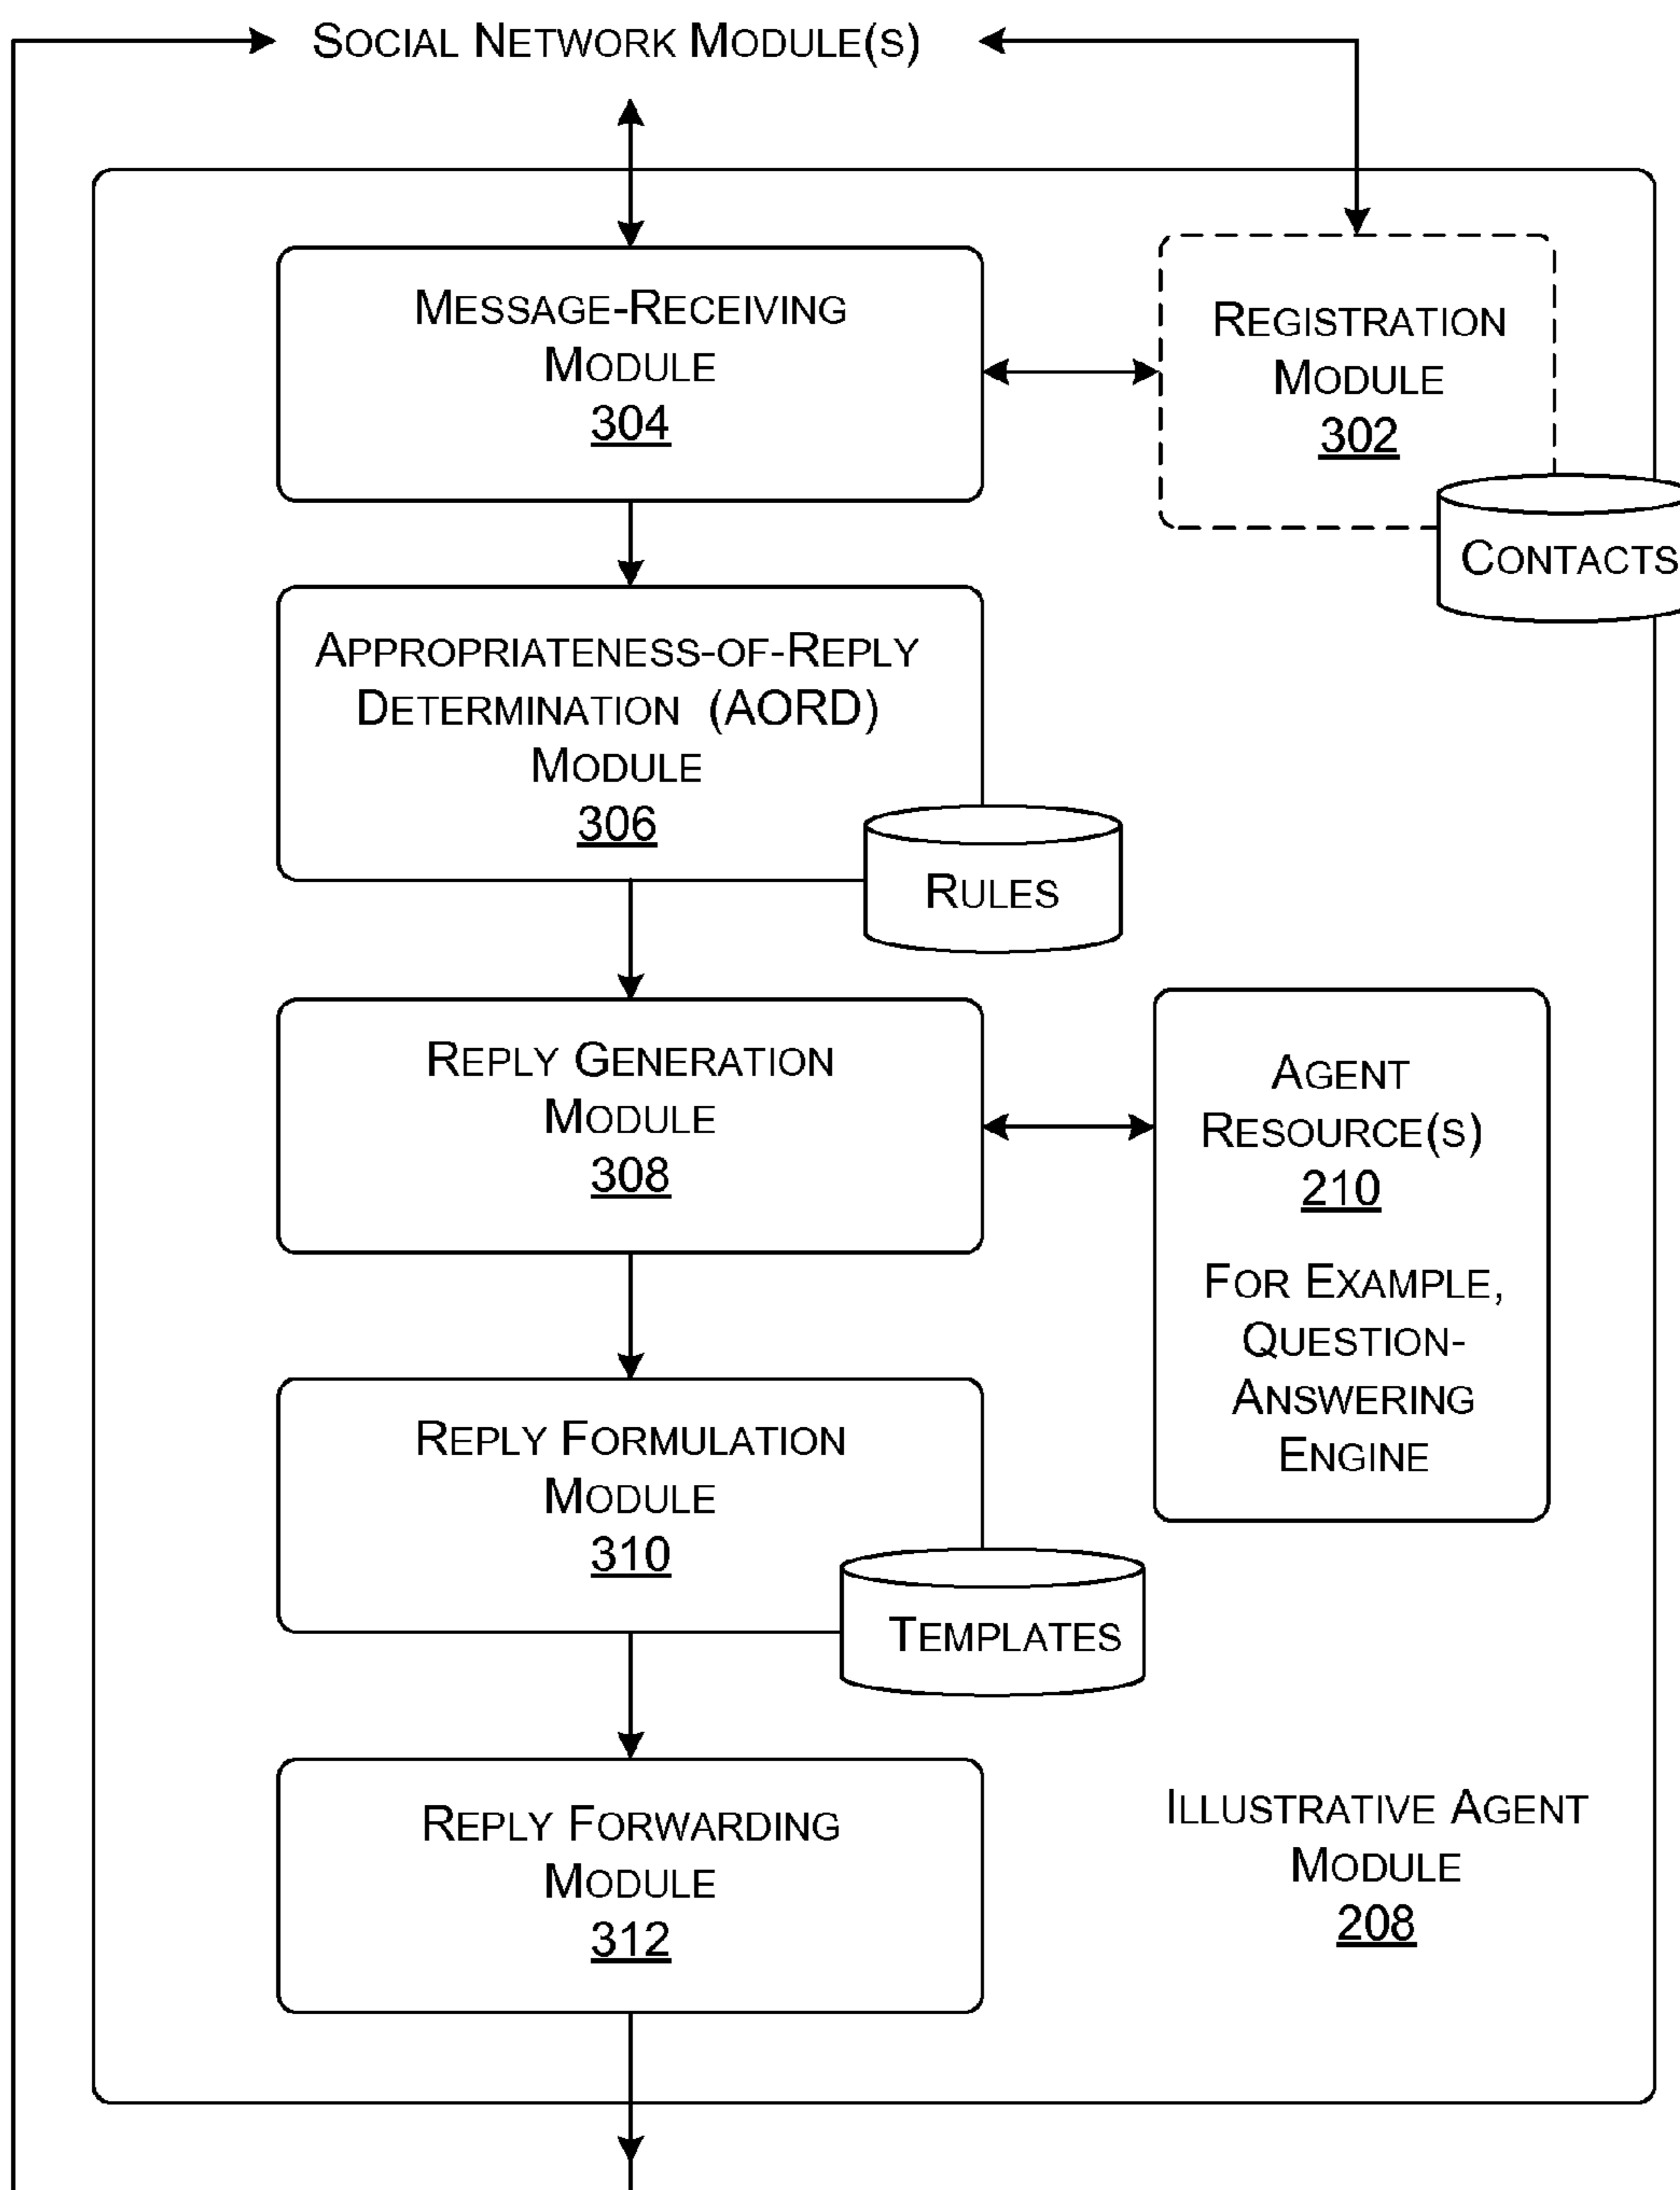 SOCIAL NETWORK MODULE(S)
MESSAGE-RECEIVING
MODULE
304
REGISTRATION
MODULE
302
CONTACTS
APPROPRIATENESS-OF-REPLY
DETERMINATION (AORD)
MODULE
306
RULES
REPLY GENERATION
MODULE
308
AGENT
RESOURCE(S)
210
FOR EXAMPLE,
QUESTION-
ANSWERING
ENGINE
REPLY FORMULATION
MODULE
310
TEMPLATES
REPLY FORWARDING
MODULE
312
ILLUSTRATIVE AGENT
MODULE
208